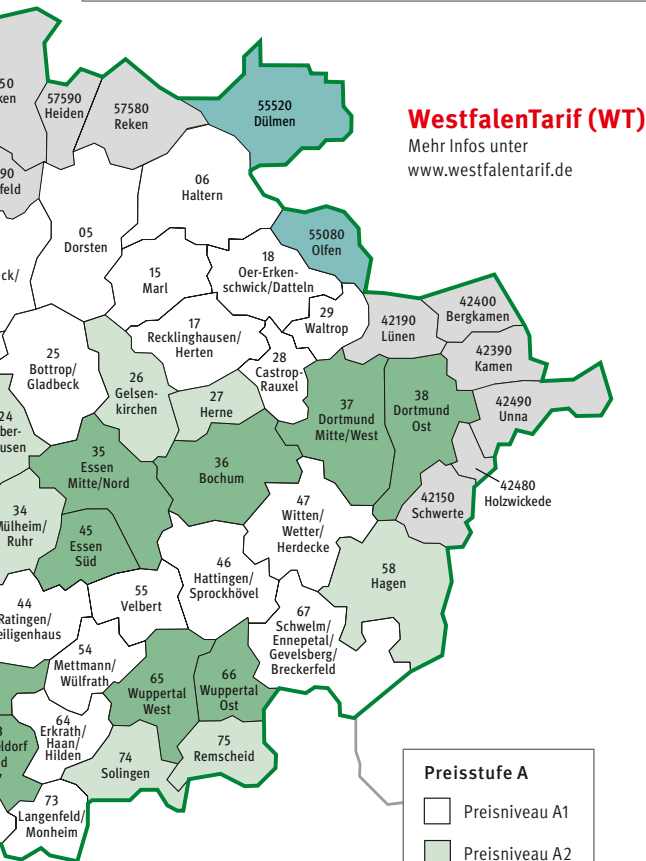 55520
Dülmen
57590
Heiden
57580
Reken
WestfalenTarif (WT)
Mehr Infos unter
www.westfalentarif.de
50
ken
90
feld
06
Haltern
05
Dorsten
55080
Olfen
18
Oer-Erken-
schwick/Datteln
15
Marl
ck/
42400
Bergkamen
29
Waltrop
42190
Lünen
17
Recklinghausen/
Herten
42390
Kamen
28
Castrop-
Rauxel
25
Bottrop/
Gladbeck
26
Gelsen-
kirchen
27
Herne
37
Dortmund
Mitte/West
38
Dortmund
Ost
42490
Unna
24
ber-
usen
35
Essen
Mitte/Nord
36
Bochum
42480
Holzwickede
42150
Schwerte
47
Witten/
Wetter/
Herdecke
34
Mülheim/
Ruhr
45
Essen
Süd
46
Hattingen/
Sprockhövel
58
Hagen
55
Velbert
44
Ratingen/
eiligenhaus
67
Schwelm/
Ennepetal/
Gevelsberg/
Breckerfeld
54
Mettmann/
Wülfrath
65
Wuppertal
West
66
Wuppertal
Ost
64
Erkrath/
Haan/
Hilden
3
eldorf
d
74
Solingen
75
Remscheid
73
Langenfeld/
Monheim
Preisstufe A
Preisniveau A1
Preisniveau A2